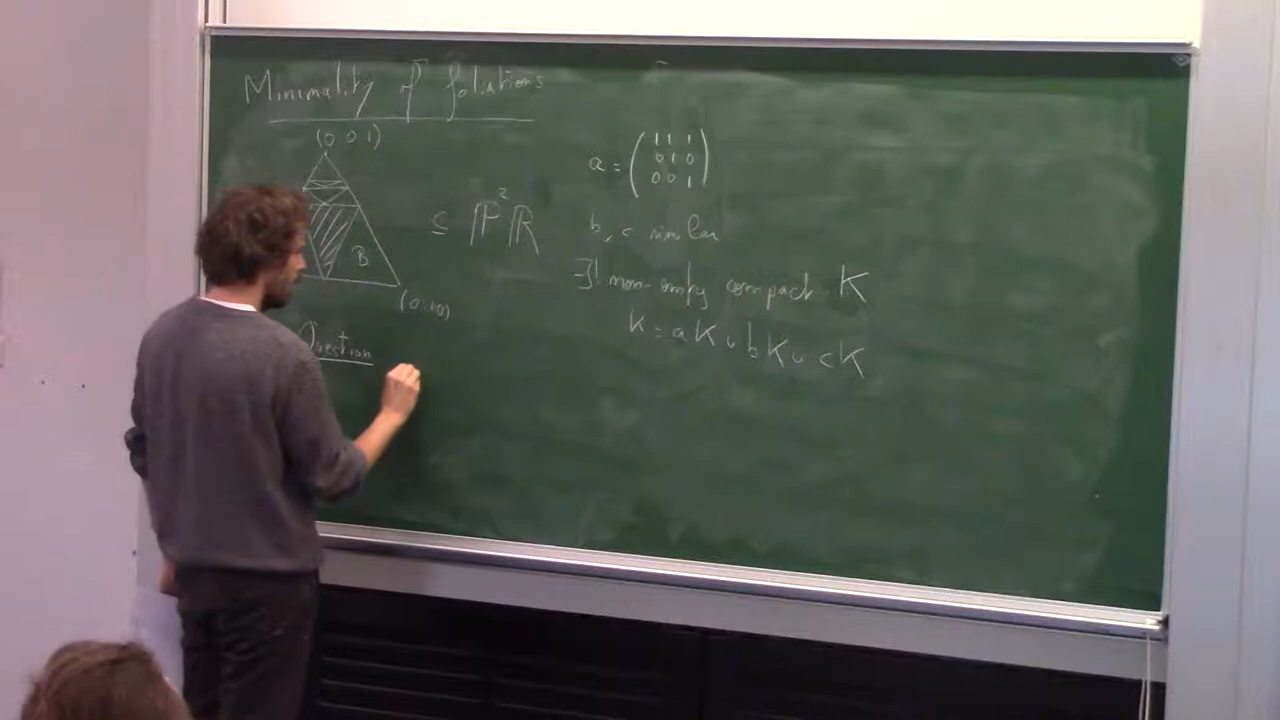 Minimality of foliations
(0 0 1)
B
(0:1:0)
⊆ P²R
Question
a = ( 1 1 1
0 1 0
0 0 1 )
b, c similar
∃! non-empty compact K
K = aK ∪ bK ∪ cK